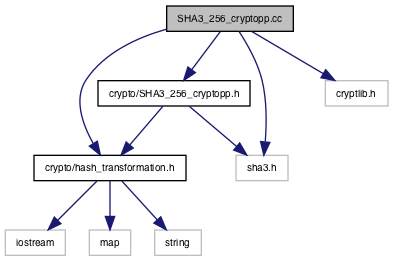 SHA3_256_cryptopp.cc
crypto/SHA3_256_cryptopp.h
cryptlib.h
crypto/hash_transformation.h
sha3.h
iostream
map
string